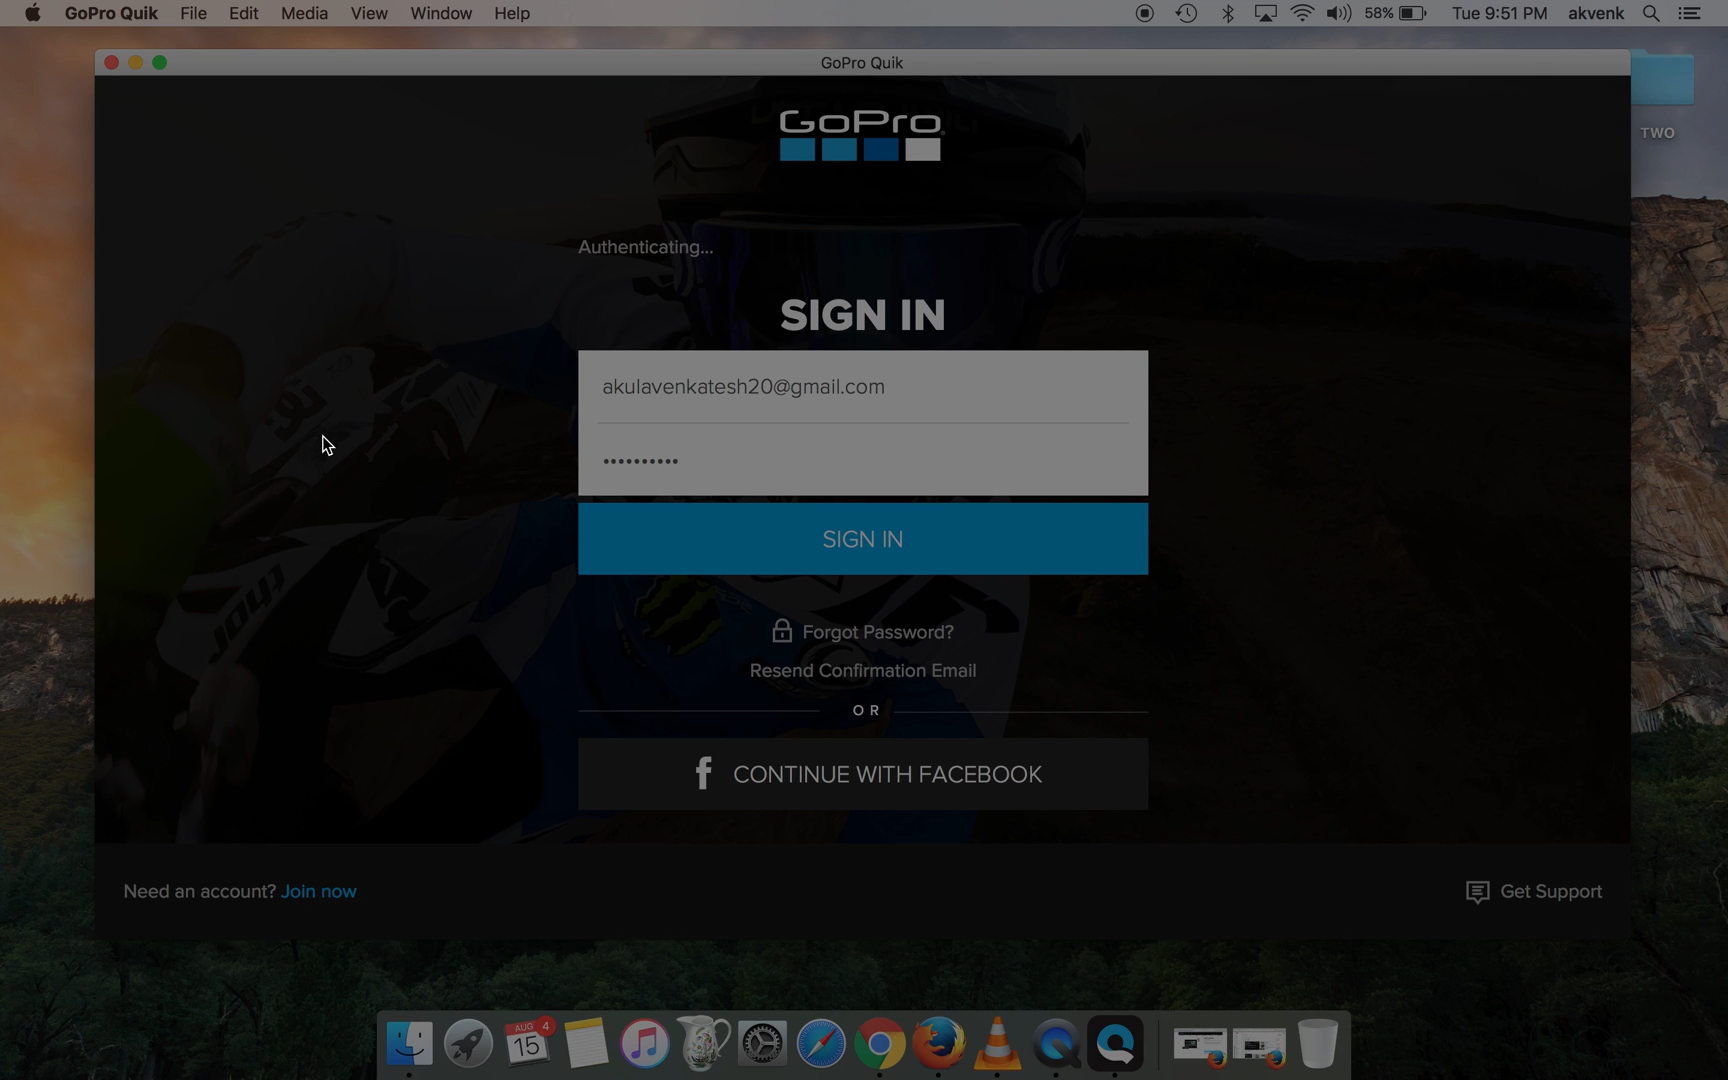 GoPro Quik File Edit Media View Window Help 58% Tue 9:51 PM akvenk
GoPro Quik
TWO
GoPro
Authenticating...
SIGN IN
akulavenkatesh20@gmail.com
••••••••••
SIGN IN
Forgot Password?
Resend Confirmation Email
OR
f CONTINUE WITH FACEBOOK
Need an account? Join now
Get Support
AUG 4
15